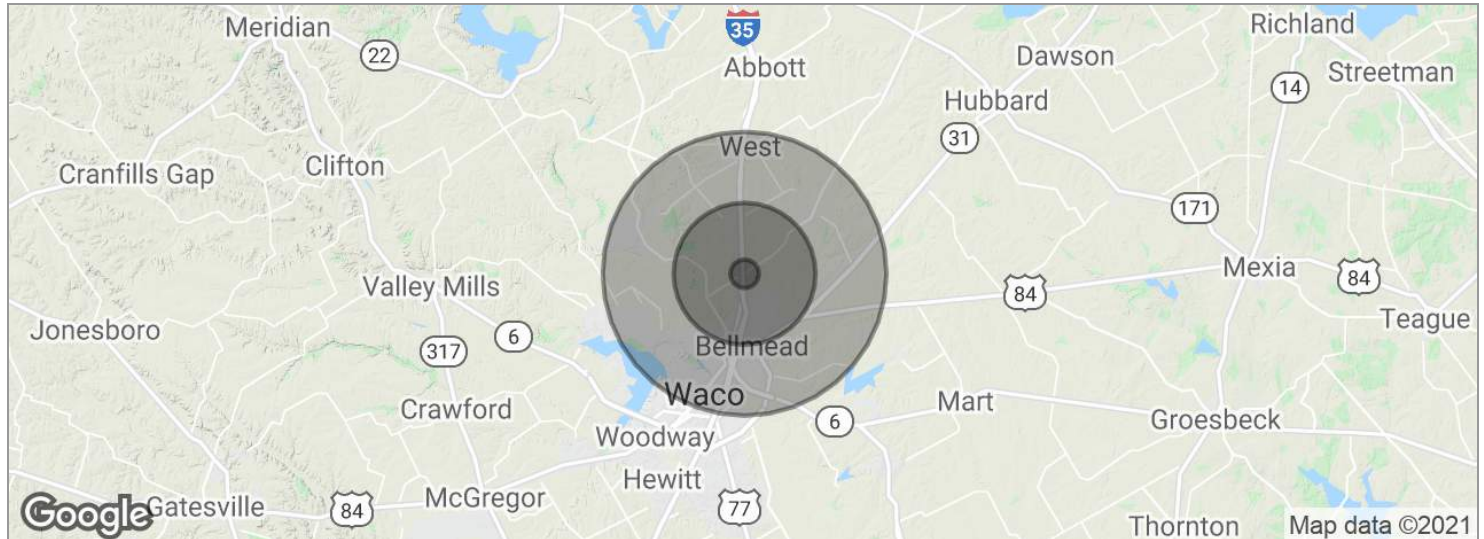 Meridian
35
Richland
22
Dawson
Abbott
Streetman
14
Hubbard
31
West
Clifton
Cranfills Gap
171
Mexia
84
84
Valley Mills
Teague
Jonesboro
6
317
Bellmead
Waco
Crawford
Mart
6
Groesbeck
Woodway
Hewitt
McGregor
Gatesville
84
77
Thornton
Google
Map data ©2021